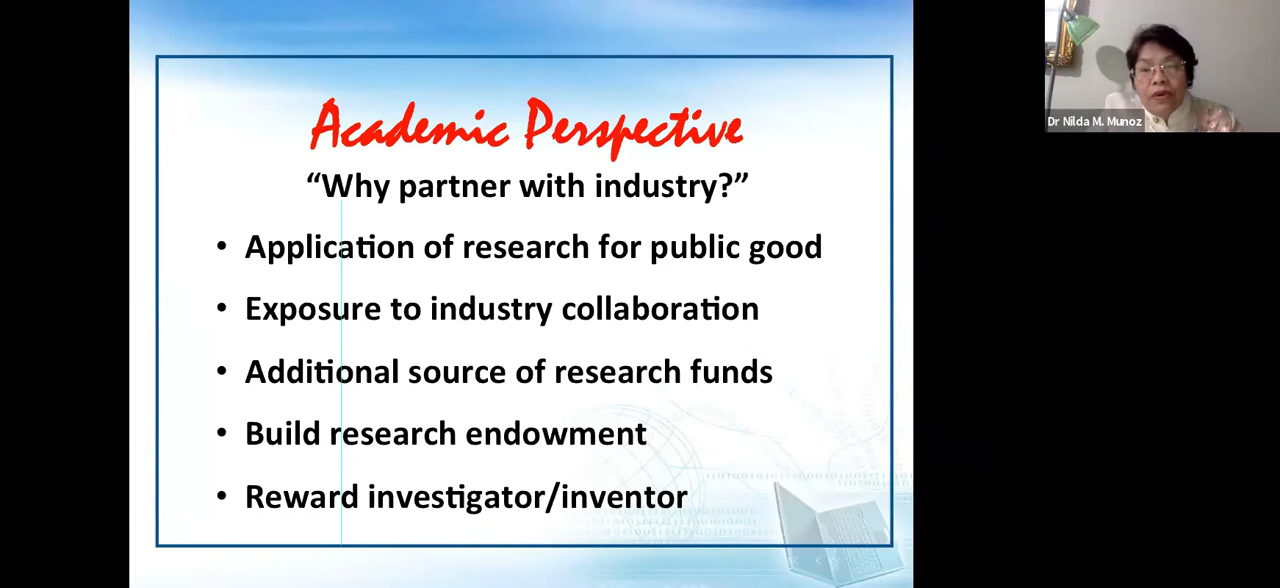 Academic Perspective
“Why partner with industry?”
• Application of research for public good
• Exposure to industry collaboration
• Additional source of research funds
• Build research endowment
• Reward investigator/inventor
Dr Nilda M. Munoz